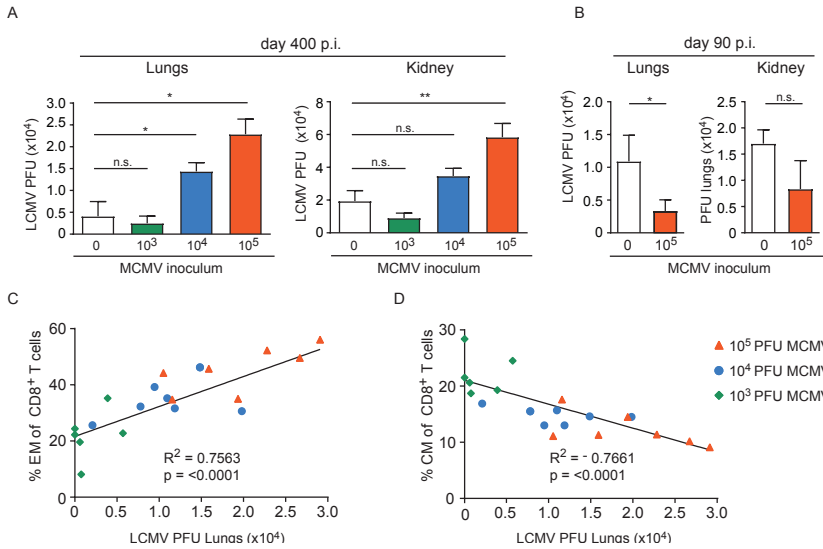 A
day 400 p.i.
Lungs
Kidney
LCMV PFU (x10⁴)
3.0
2.5
2.0
1.5
1.0
0.5
0
*
*
n.s.
0 10³ 10⁴ 10⁵
MCMV inoculum
LCMV PFU (x10⁴)
8
6
4
2
0
**
n.s.
n.s.
0 10³ 10⁴ 10⁵
MCMV inoculum
B
day 90 p.i.
Lungs
Kidney
LCMV PFU (x10⁴)
2.0
1.5
1.0
0.5
0
*
0 10⁵
PFU lungs (x10⁴)
2.0
1.5
1.0
0.5
0
n.s.
0 10⁵
MCMV inoculum
C
% EM of CD8⁺ T cells
60
40
20
0
R² = 0.7563
p = <0.0001
0 0.5 1.0 1.5 2.0 2.5 3.0
LCMV PFU Lungs (x10⁴)
D
% CM of CD8⁺ T cells
30
20
10
0
R² = - 0.7661
p = <0.0001
0 0.5 1.0 1.5 2.0 2.5 3.0
LCMV PFU Lungs (x10⁴)
10⁵ PFU MCMV
10⁴ PFU MCMV
10³ PFU MCMV